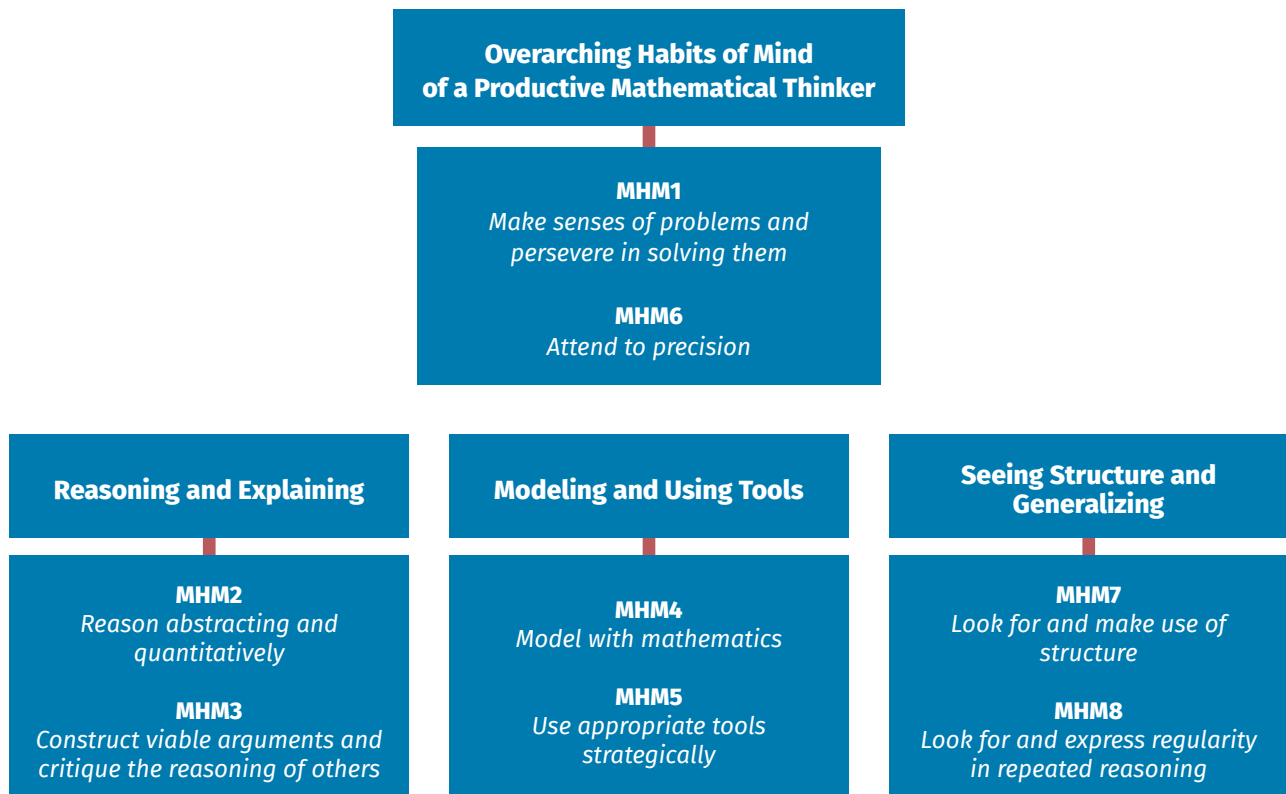 Overarching Habits of Mind
of a Productive Mathematical Thinker
MHM1
Make senses of problems and
persevere in solving them
MHM6
Attend to precision
Reasoning and Explaining
MHM2
Reason abstracting and
quantitatively
MHM3
Construct viable arguments and
critique the reasoning of others
Modeling and Using Tools
MHM4
Model with mathematics
MHM5
Use appropriate tools
strategically
Seeing Structure and
Generalizing
MHM7
Look for and make use of
structure
MHM8
Look for and express regularity
in repeated reasoning